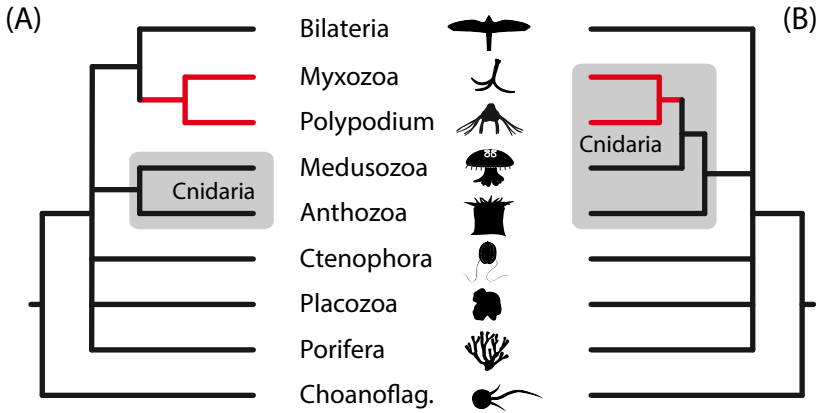 (A)
(B)
Bilateria
Myxozoa
Polypodium
Cnidaria
Medusozoa
Cnidaria
Anthozoa
Ctenophora
Placozoa
Porifera
Choanoflag.